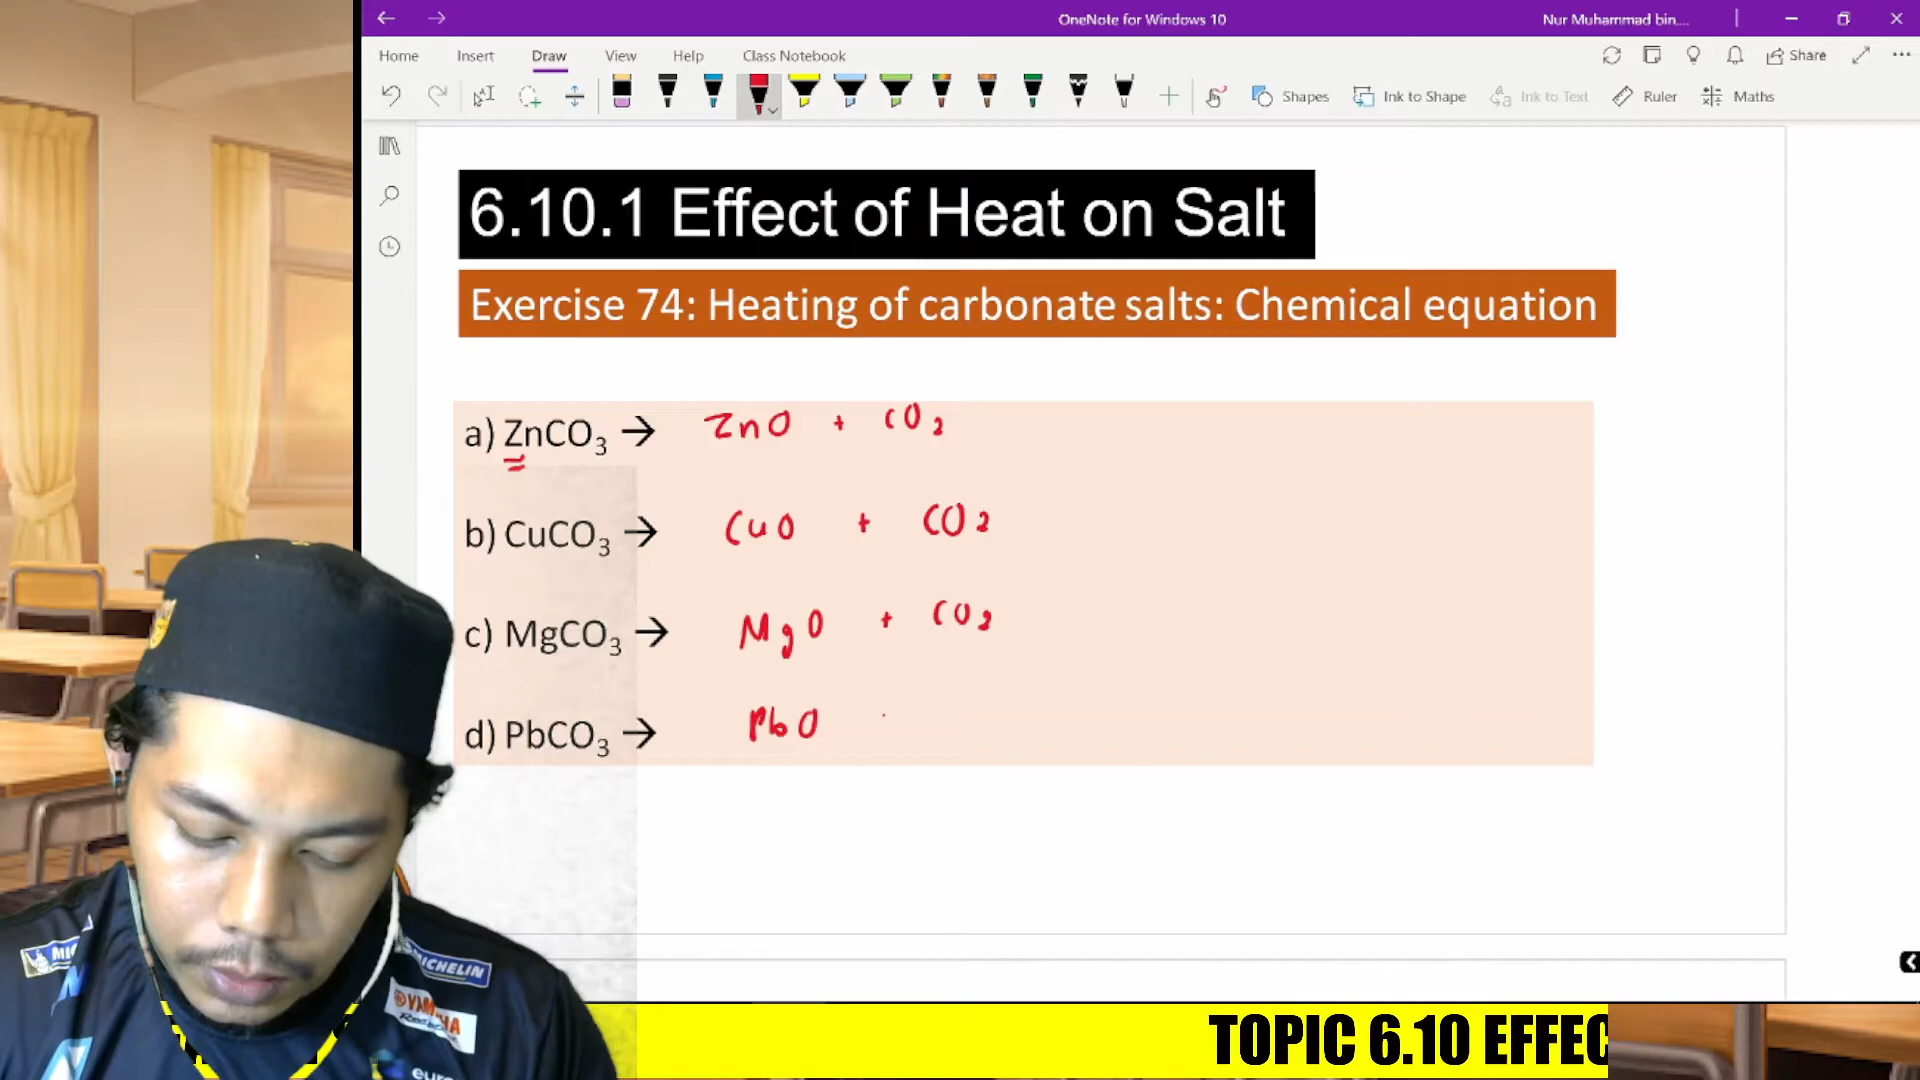 OneNote for Windows 10
Nur Muhammad bin....
Home Insert Draw View Help Class Notebook
Share
Shapes Ink to Shape Ink to Text Ruler Maths
6.10.1 Effect of Heat on Salt
Exercise 74: Heating of carbonate salts: Chemical equation
a) ZnCO₃ → ZnO + CO₂
b) CuCO₃ → CuO + CO₂
c) MgCO₃ → MgO + CO₂
d) PbCO₃ → PbO
MICHELIN
YAMAHA
TOPIC 6.10 EFFEC